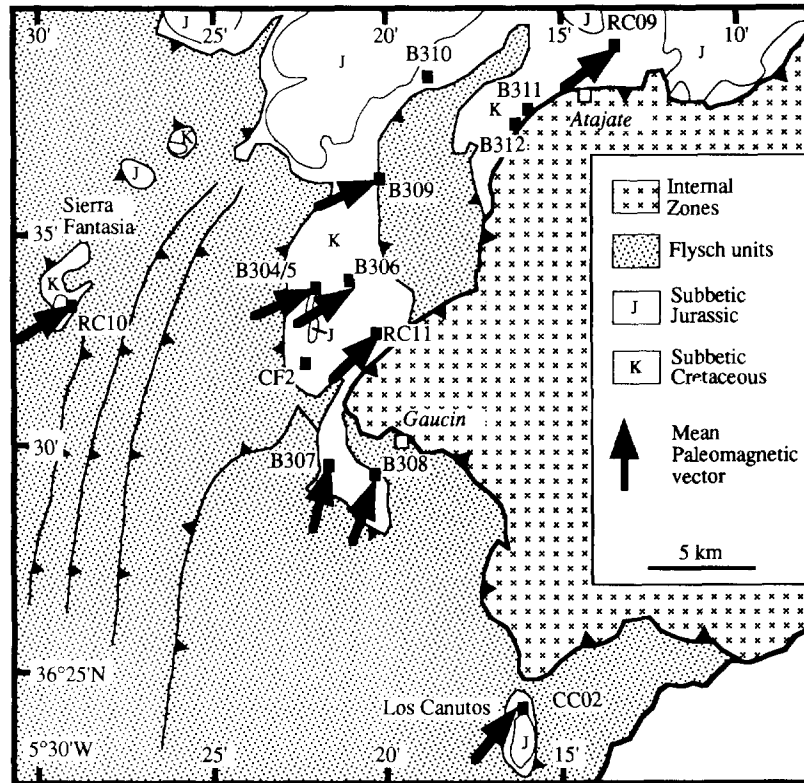 30'
J
25'
20'
15'
RC09
10'
J
J
J
B310
B311
K
B312
Atajate
K
J
B309
Sierra
Fantasia
35'
K
K
B304/5
B306
RC10
J
RC11
CF2
Gaucin
30'
B307
B308
36°25'N
Los Canutos
CC02
J
5°30'W
25'
20'
15'
Internal
Zones
Flysch units
J
Subbetic
Jurassic
K
Subbetic
Cretaceous
Mean
Paleomagnetic
vector
5 km